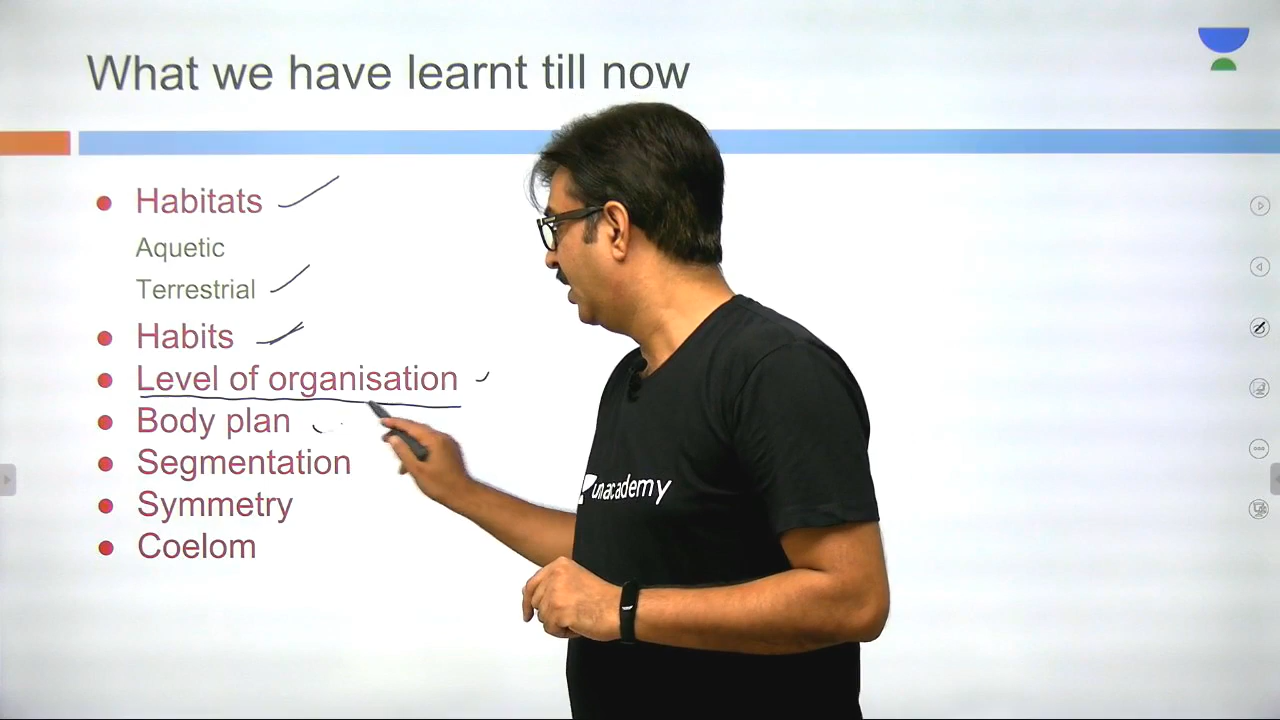 What we have learnt till now
Habitats
Aquetic
Terrestrial
Habits
Level of organisation
Body plan
Segmentation
Symmetry
Coelom
unacademy